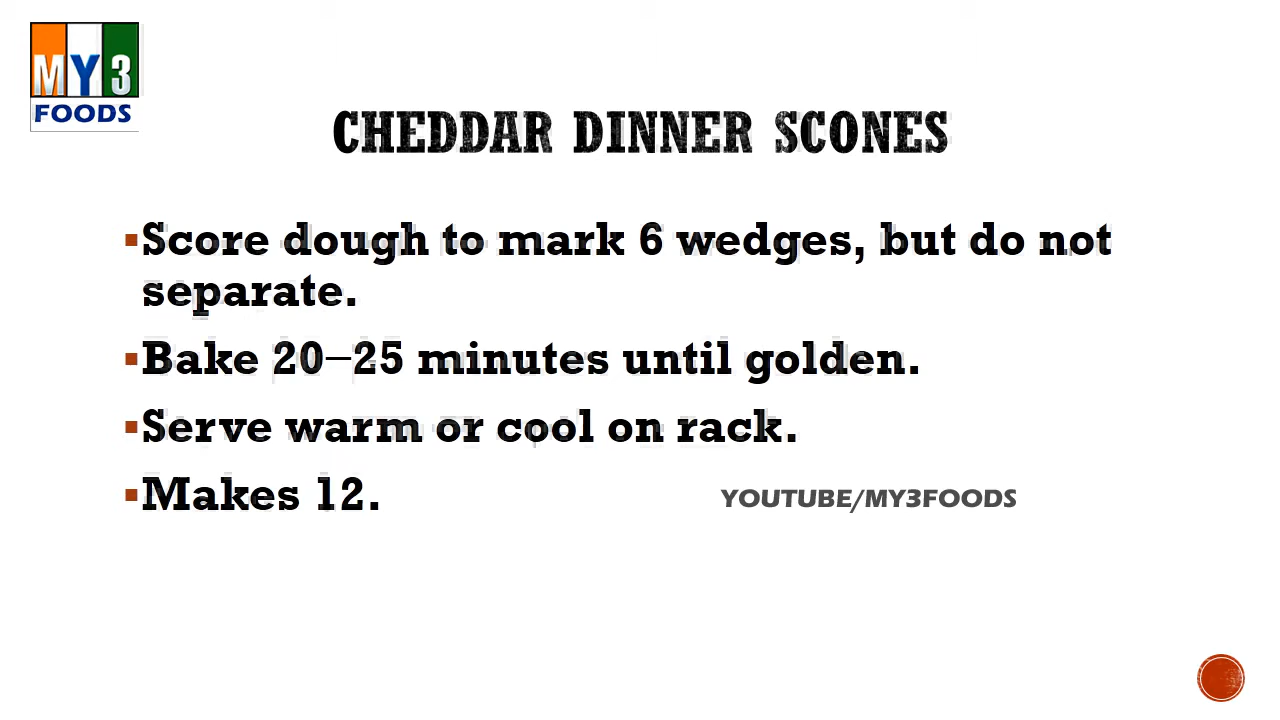 MY3
FOODS
CHEDDAR DINNER SCONES
▪Score dough to mark 6 wedges, but do not
separate.
▪Bake 20–25 minutes until golden.
▪Serve warm or cool on rack.
▪Makes 12.
YOUTUBE/MY3FOODS